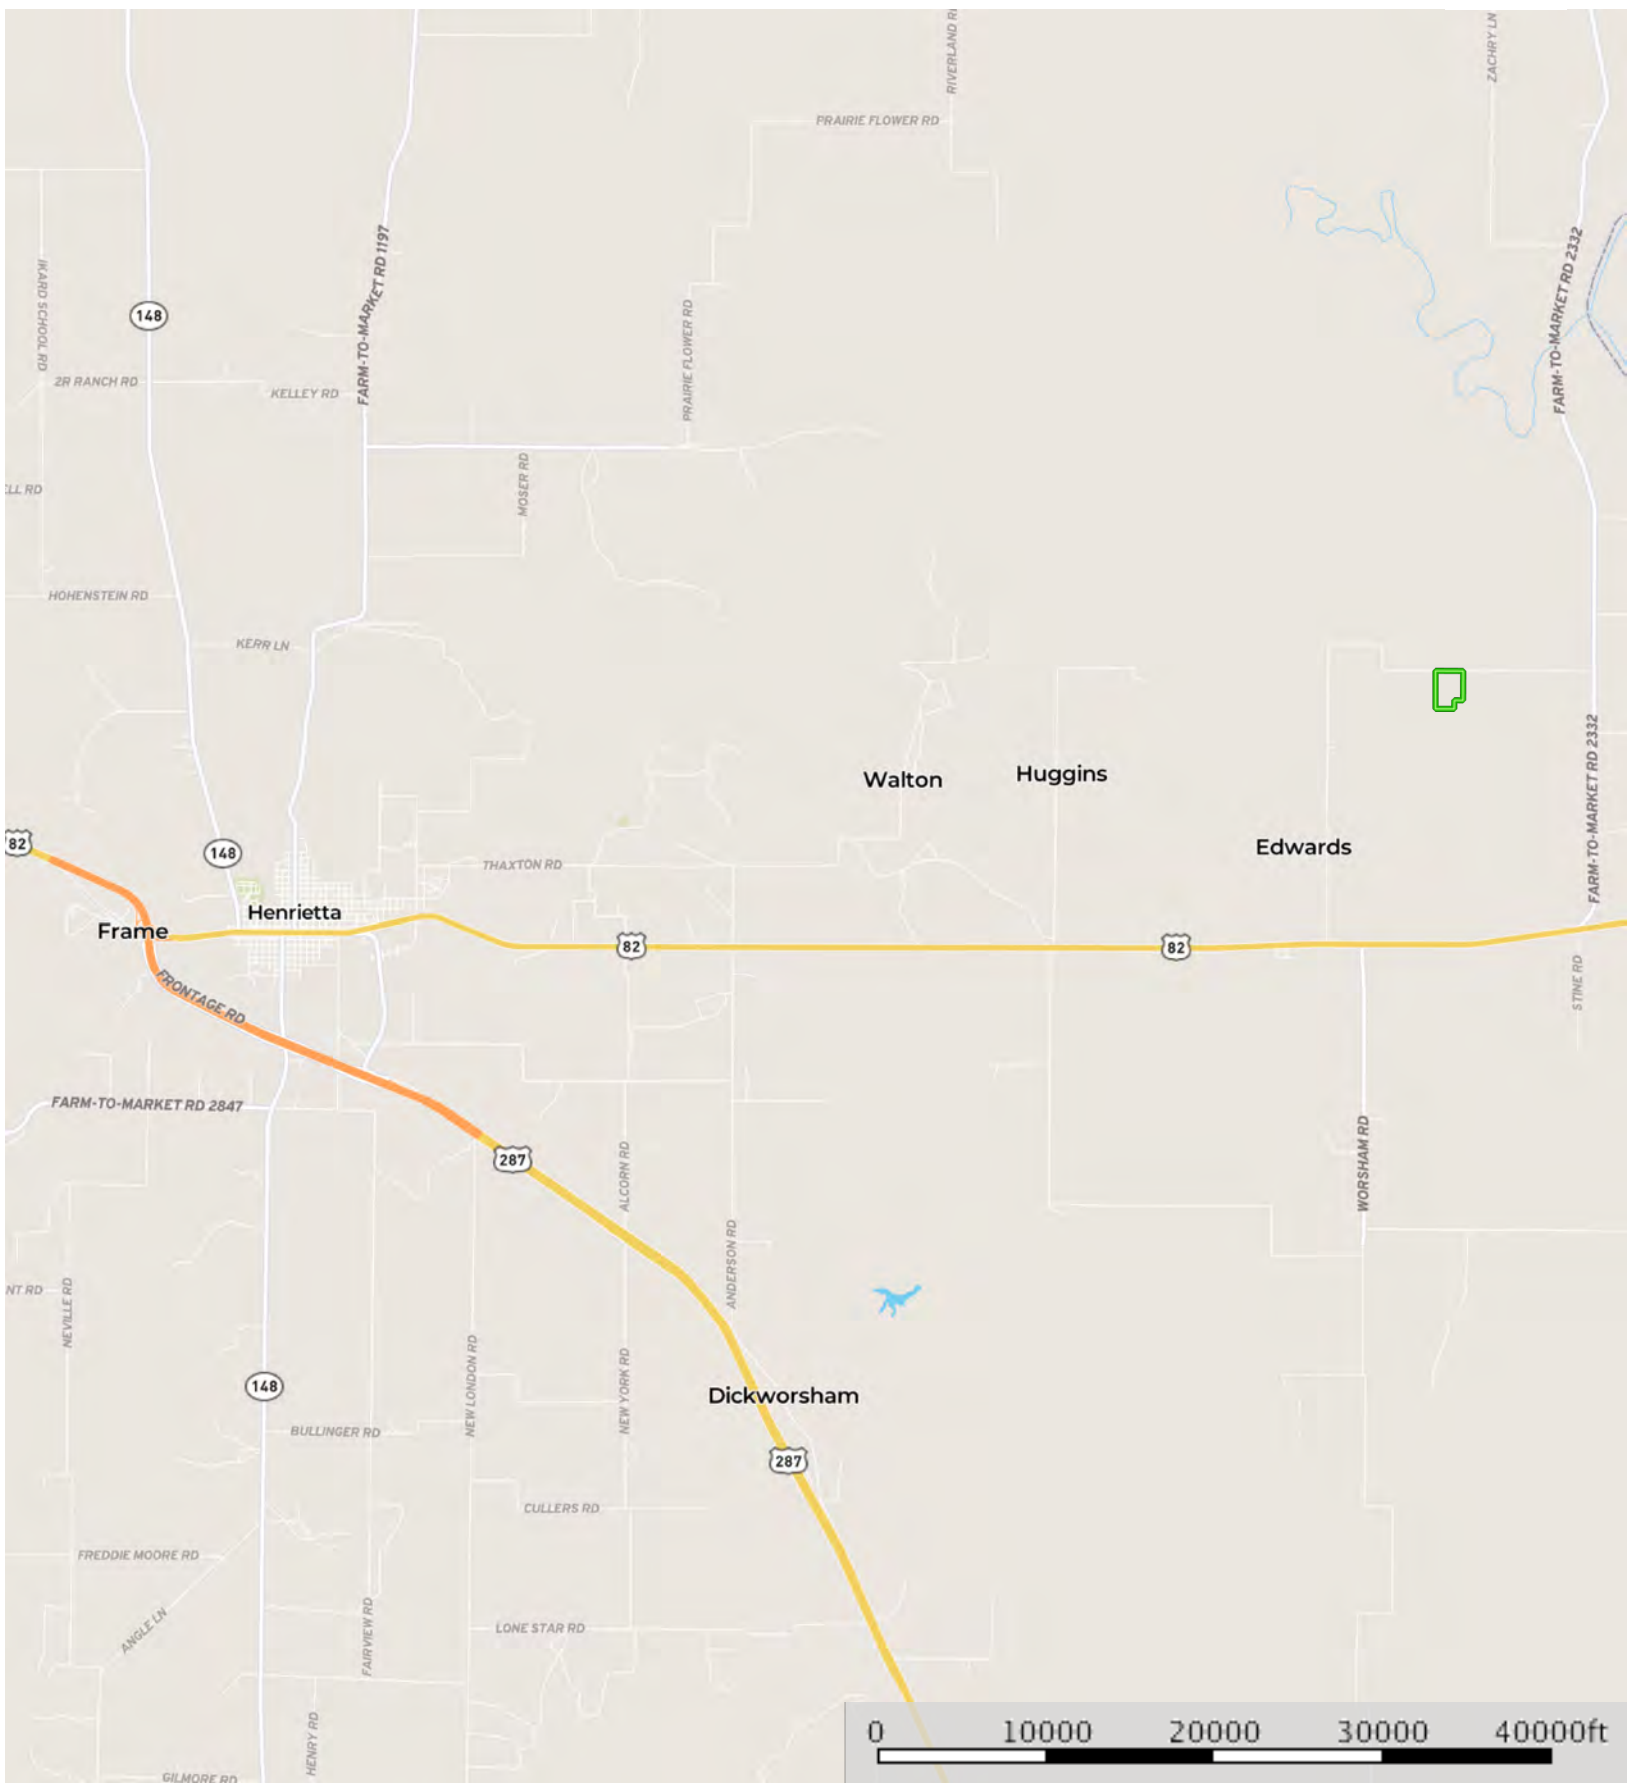 RIVERLAND R
ZACHRY LN
PRAIRIE FLOWER RD
FARM-TO-MARKET RD 1197
FARM-TO-MARKET RD 2332
IKARD SCHOOL RD
148
PRAIRIE FLOWER RD
2R RANCH RD
KELLEY RD
MOSER RD
ELL RD
HOHENSTEIN RD
KERR LN
FARM-TO-MARKET RD 2332
Walton
Huggins
82
148
Edwards
THAXTON RD
Henrietta
Frame
82
82
STINE RD
FRONTAGE RD
FARM-TO-MARKET RD 2847
287
ALCORN RD
WORSHAM RD
ANDERSON RD
NT RD
NEVILLE RD
148
NEW LONDON RD
NEW YORK RD
Dickworsham
BULLINGER RD
287
CULLERS RD
FREDDIE MOORE RD
ANGLE LN
FAIRVIEW RD
LONE STAR RD
HENRY RD
GILMORE RD
0 10000 20000 30000 40000ft